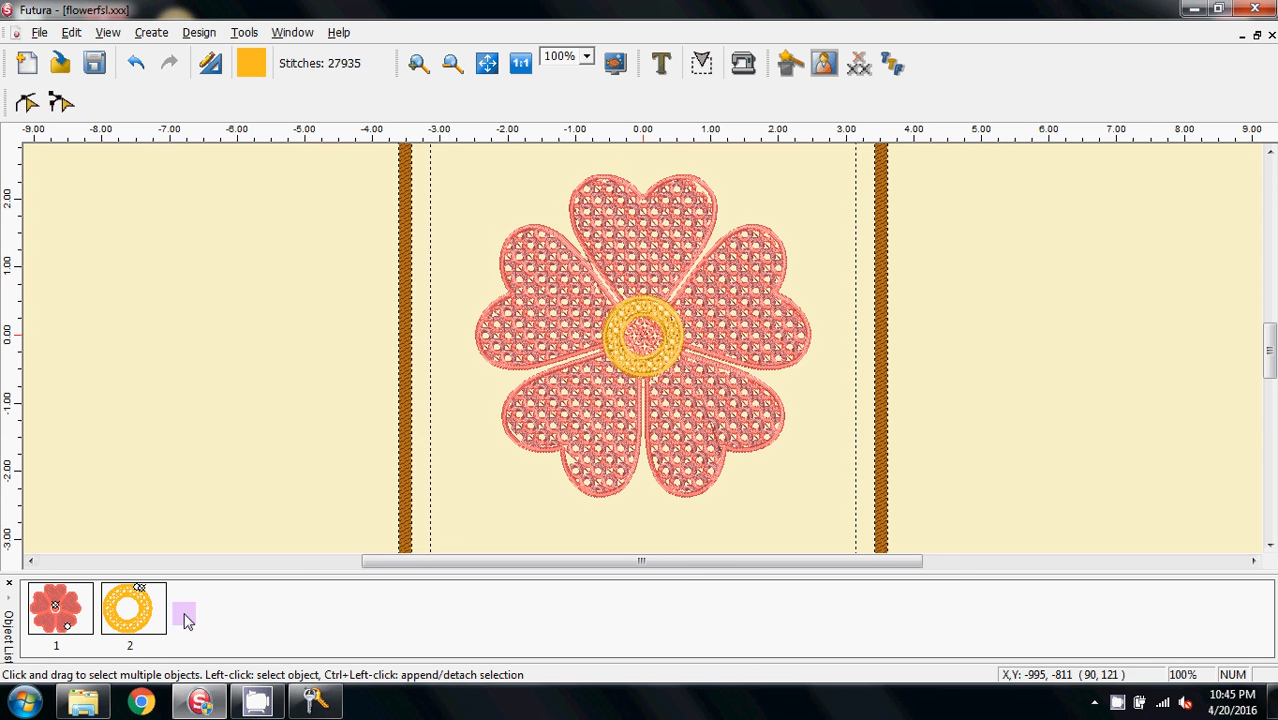 Futura - [flowerfsl.xxx]
File Edit View Create Design Tools Window Help
Stitches: 27935
100%
1:1
-9.00 -8.00 -7.00 -6.00 -5.00 -4.00 -3.00 -2.00 -1.00 0.00 1.00 2.00 3.00 4.00 5.00 6.00 7.00 8.00 9.00
2.00
1.00
0.00
-1.00
-2.00
-3.00
Object List
1 2
Click and drag to select multiple objects. Left-click: select object, Ctrl+Left-click: append/detach selection
X,Y: -995, -811 ( 90, 121 ) 100% NUM
10:45 PM
4/20/2016